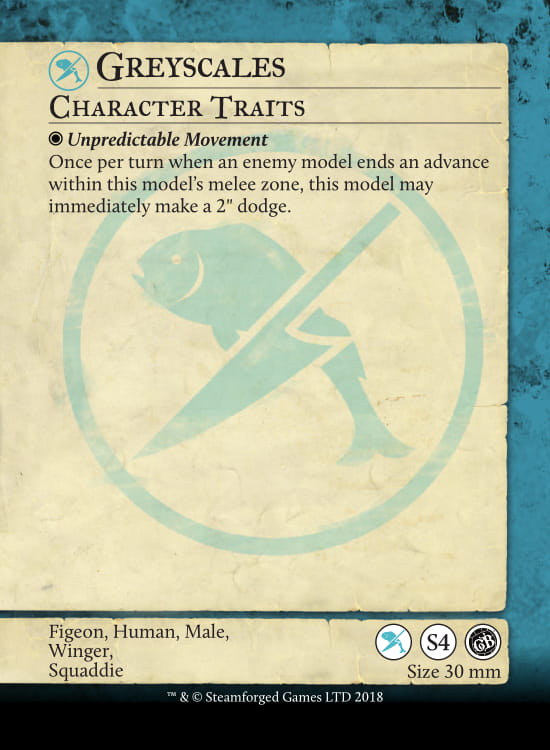 Greyscales
Character Traits
Unpredictable Movement
Once per turn when an enemy model ends an advance
within this model's melee zone, this model may
immediately make a 2" dodge.
Figeon, Human, Male,
Winger,
Squaddie
S4
GB
Size 30 mm
™ & © Steamforged Games LTD 2018